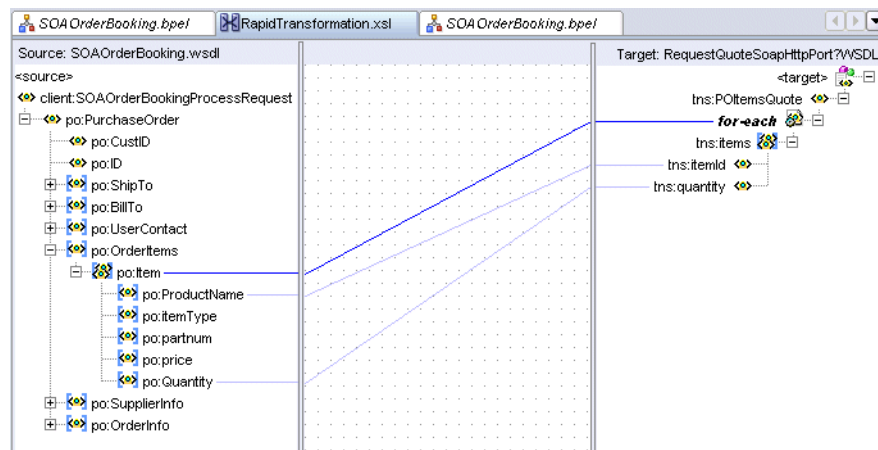 SOAOrderBooking.bpel
RapidTransformation.xsl
SOAOrderBooking.bpel
Source: SOAOrderBooking.wsdl
Target: RequestQuoteSoapHttpPort?WSDL
<source>
<target>
client:SOAOrderBookingProcessRequest
tns:POItemsQuote
po:PurchaseOrder
for-each
po:CustID
tns:items
po:ID
tns:itemId
po:ShipTo
tns:quantity
po:BillTo
po:UserContact
po:OrderItems
po:Item
po:ProductName
po:itemType
po:partnum
po:price
po:Quantity
po:SupplierInfo
po:OrderInfo